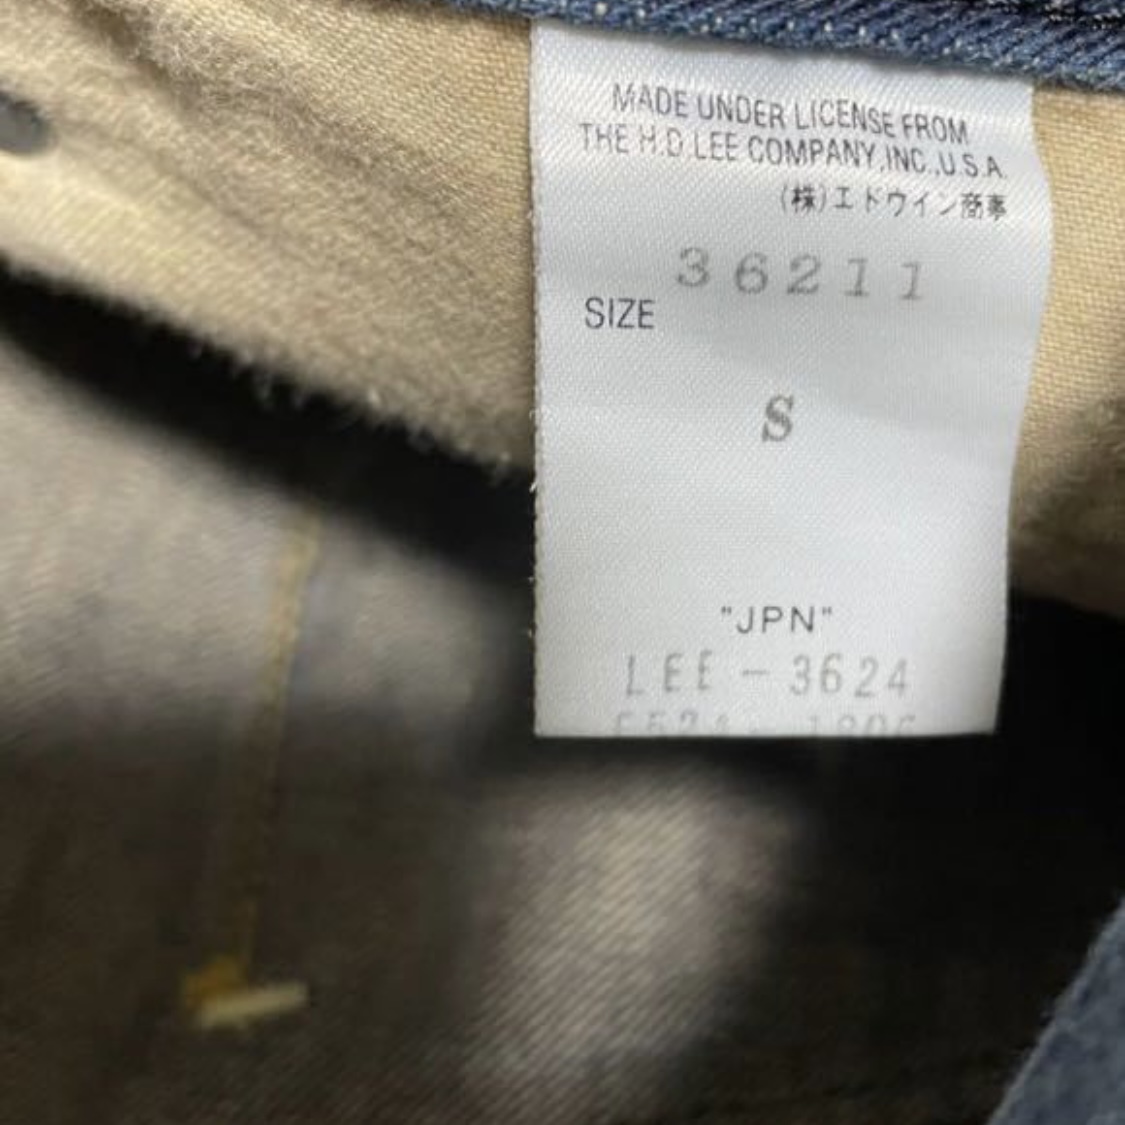 MADE UNDER LICENSE FROM
THE H.D.LEE COMPANY,INC.,U.S.A.
(株)エドウイン商事
36211
SIZE
S
"JPN"
LEE-3624